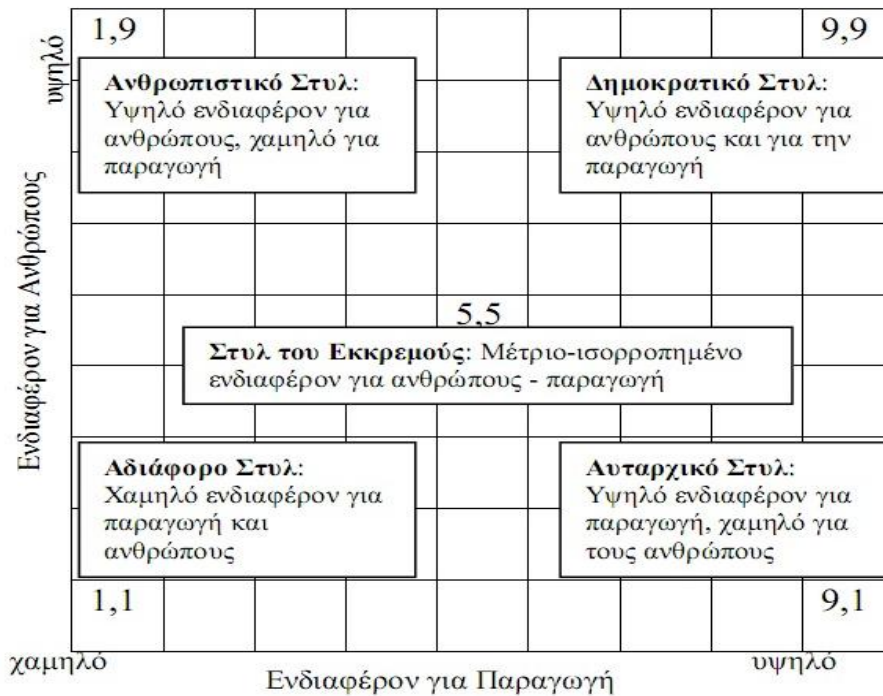 1,9
9,9
Ανθρωπιστικό Στυλ:
Υψηλό ενδιαφέρον για
ανθρώπους, χαμηλό για
παραγωγή
Δημοκρατικό Στυλ:
Υψηλό ενδιαφέρον για
ανθρώπους και για την
παραγωγή
υψηλό
Ενδιαφέρον για Ανθρώπους
5,5
Στυλ του Εκκρεμούς: Μέτριο-ισορροπημένο
ενδιαφέρον για ανθρώπους - παραγωγή
Αδιάφορο Στυλ:
Χαμηλό ενδιαφέρον για
παραγωγή και
ανθρώπους
Αυταρχικό Στυλ:
Υψηλό ενδιαφέρον για
παραγωγή, χαμηλό για
τους ανθρώπους
1,1
9,1
χαμηλό
Ενδιαφέρον για Παραγωγή
υψηλό